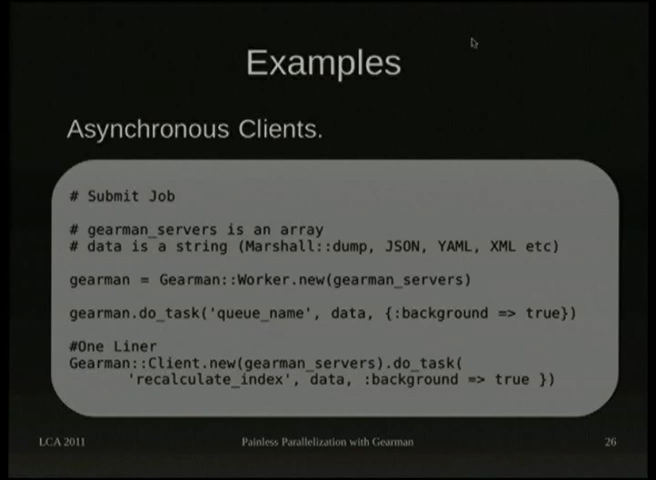 Examples
Asynchronous Clients.
# Submit Job
# gearman_servers is an array
# data is a string (Marshall::dump, JSON, YAML, XML etc)
gearman = Gearman::Worker.new(gearman_servers)
gearman.do_task('queue_name', data, {:background => true})
#One Liner
Gearman::Client.new(gearman_servers).do_task(
'recalculate_index', data, :background => true })
LCA 2011
Painless Parallelization with Gearman
26